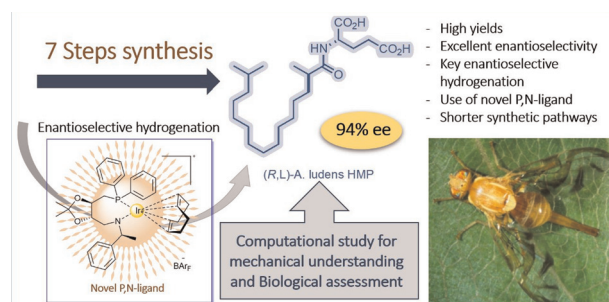 7 Steps synthesis
Enantioselective hydrogenation
O
O
P
N
Ir
+
-
BArF
Novel P,N-ligand
CO2H
HN
CO2H
O
94% ee
(R,L)-A. ludens HMP
Computational study for
mechanical understanding
and Biological assessment
- High yields
- Excellent enantioselectivity
- Key enantioselective
hydrogenation
- Use of novel P,N-ligand
- Shorter synthetic pathways